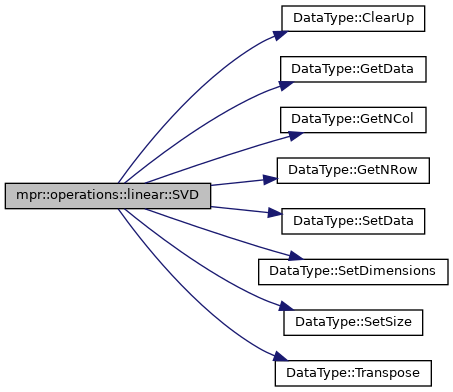 DataType::ClearUp
DataType::GetData
DataType::GetNCol
DataType::GetNRow
mpr::operations::linear::SVD
DataType::SetData
DataType::SetDimensions
DataType::SetSize
DataType::Transpose